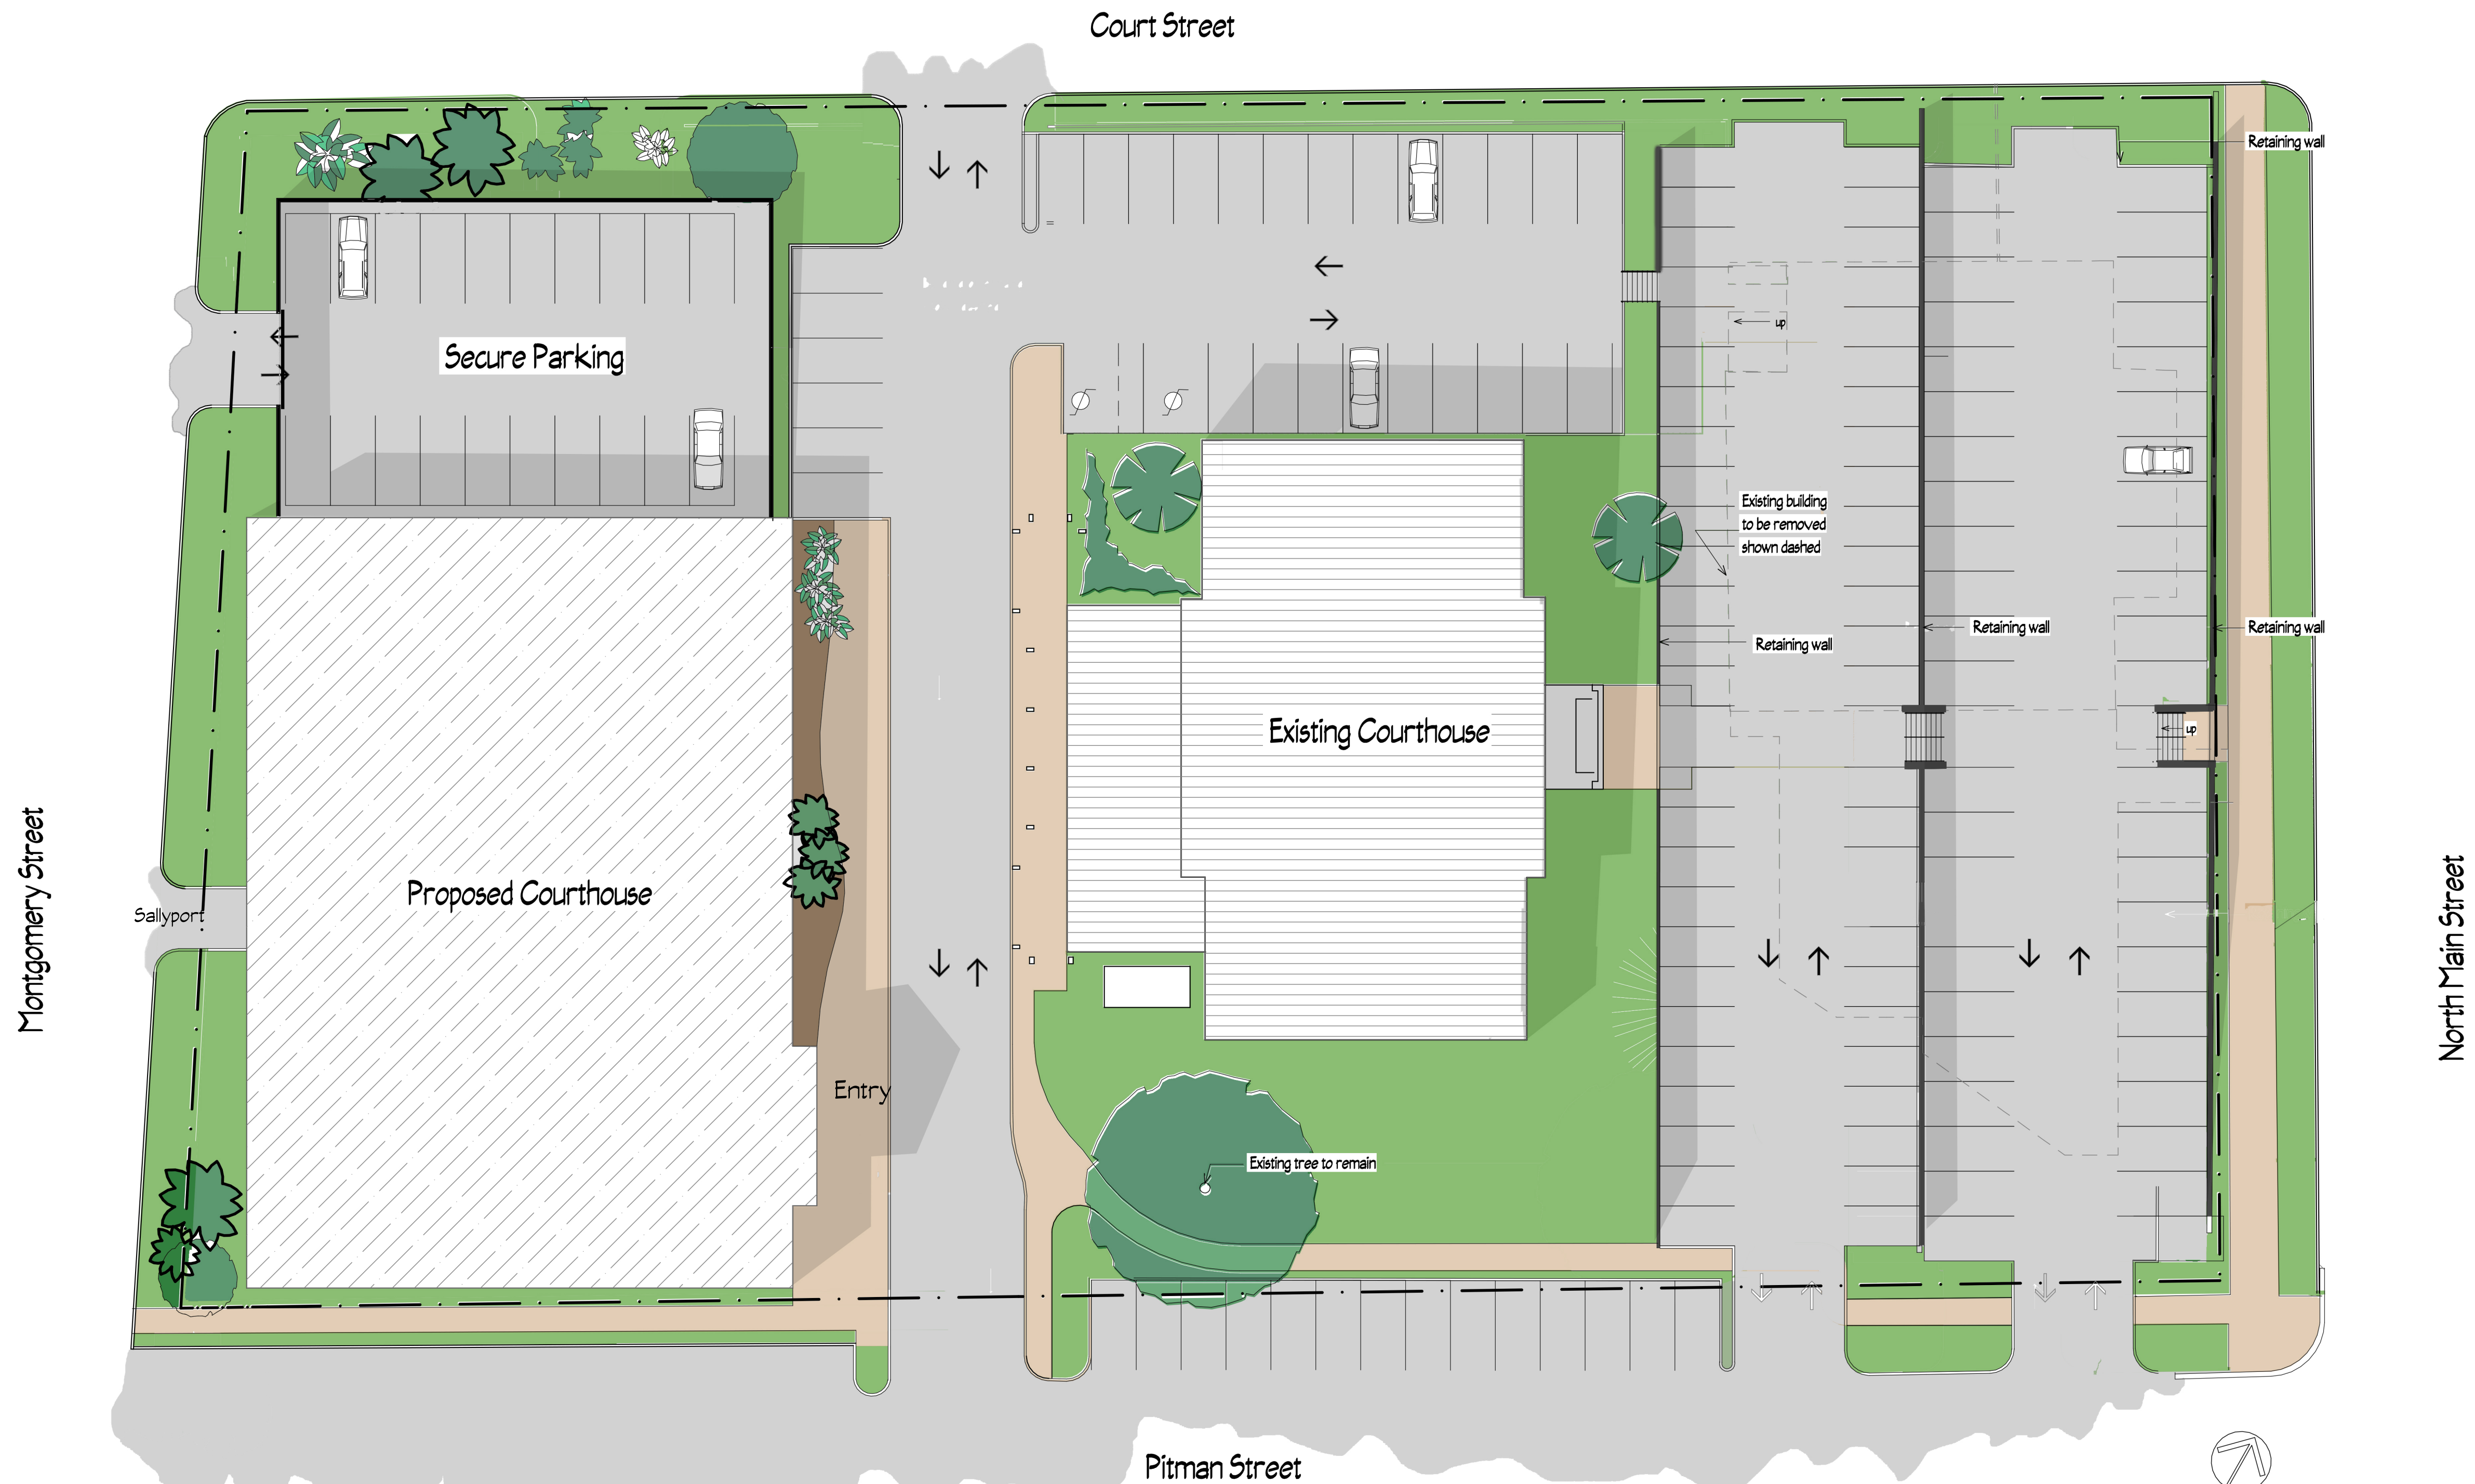 Court Street
Retaining wall
up
Secure Parking
Existing building
to be removed
shown dashed
Retaining wall
Retaining wall
Retaining wall
up
Existing Courthouse
Proposed Courthouse
Sallyport
Montgomery Street
North Main Street
Entry
Existing tree to remain
Pitman Street